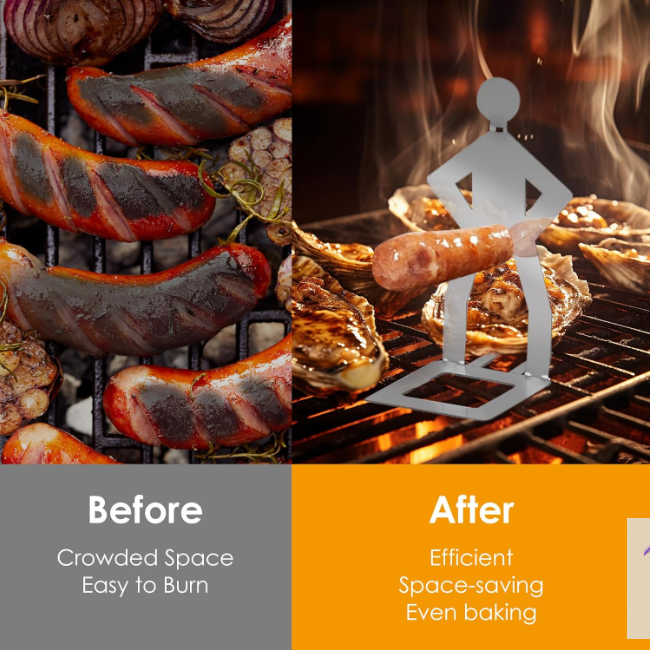 Before
Crowded Space
Easy to Burn
After
Efficient
Space-saving
Even baking